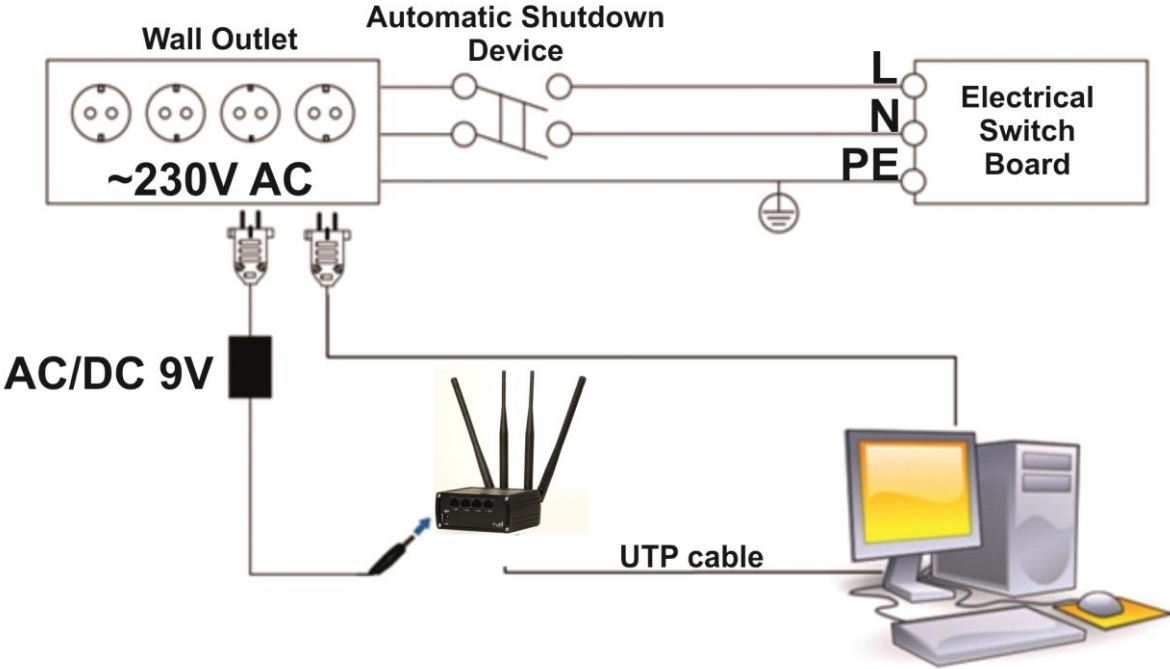 Automatic Shutdown
Device
Wall Outlet
L
N
PE
Electrical
Switch
Board
~230V AC
AC/DC 9V
UTP cable